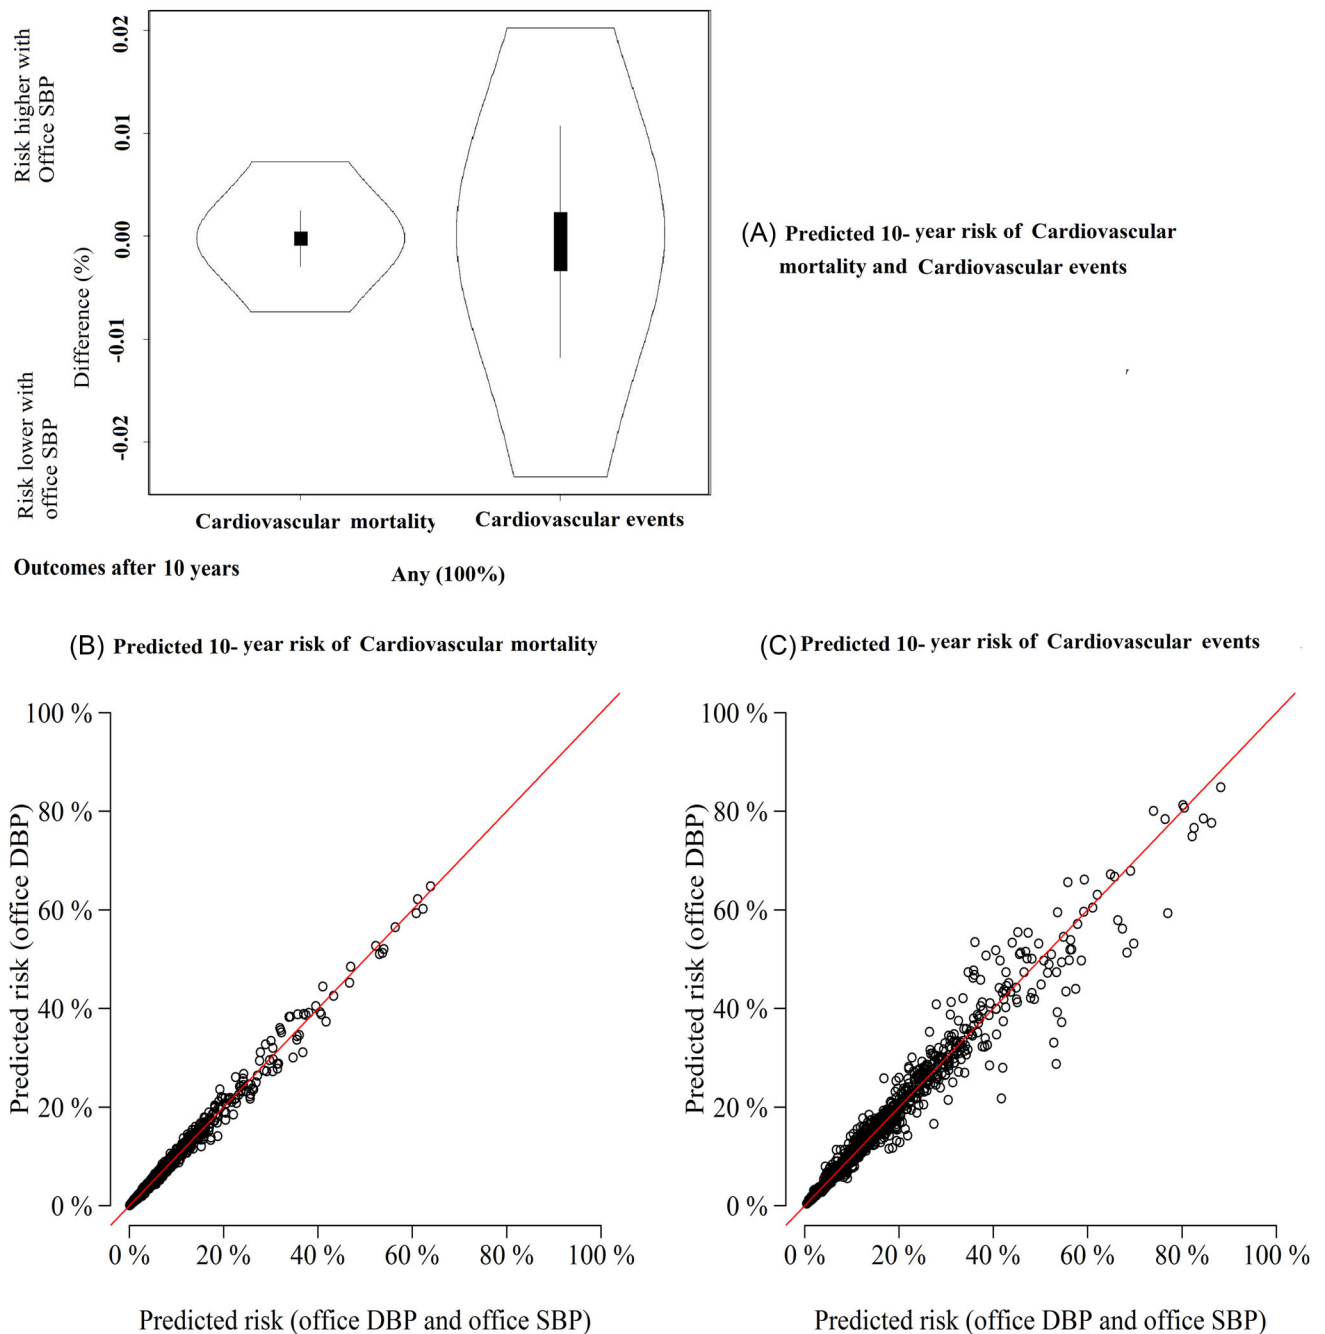 Risk higher with
Office SBP
Risk lower with
office SBP
Difference (%)
0.02
0.01
0.00
-0.01
-0.02
Cardiovascular mortality
Cardiovascular events
Outcomes after 10 years
Any (100%)
(A) Predicted 10- year risk of Cardiovascular
mortality and Cardiovascular events
(B) Predicted 10- year risk of Cardiovascular mortality
Predicted risk (office DBP)
100 %
80 %
60 %
40 %
20 %
0 %
0 % 20 % 40 % 60 % 80 % 100 %
Predicted risk (office DBP and office SBP)
(C) Predicted 10- year risk of Cardiovascular events
Predicted risk (office DBP)
100 %
80 %
60 %
40 %
20 %
0 %
0 % 20 % 40 % 60 % 80 % 100 %
Predicted risk (office DBP and office SBP)